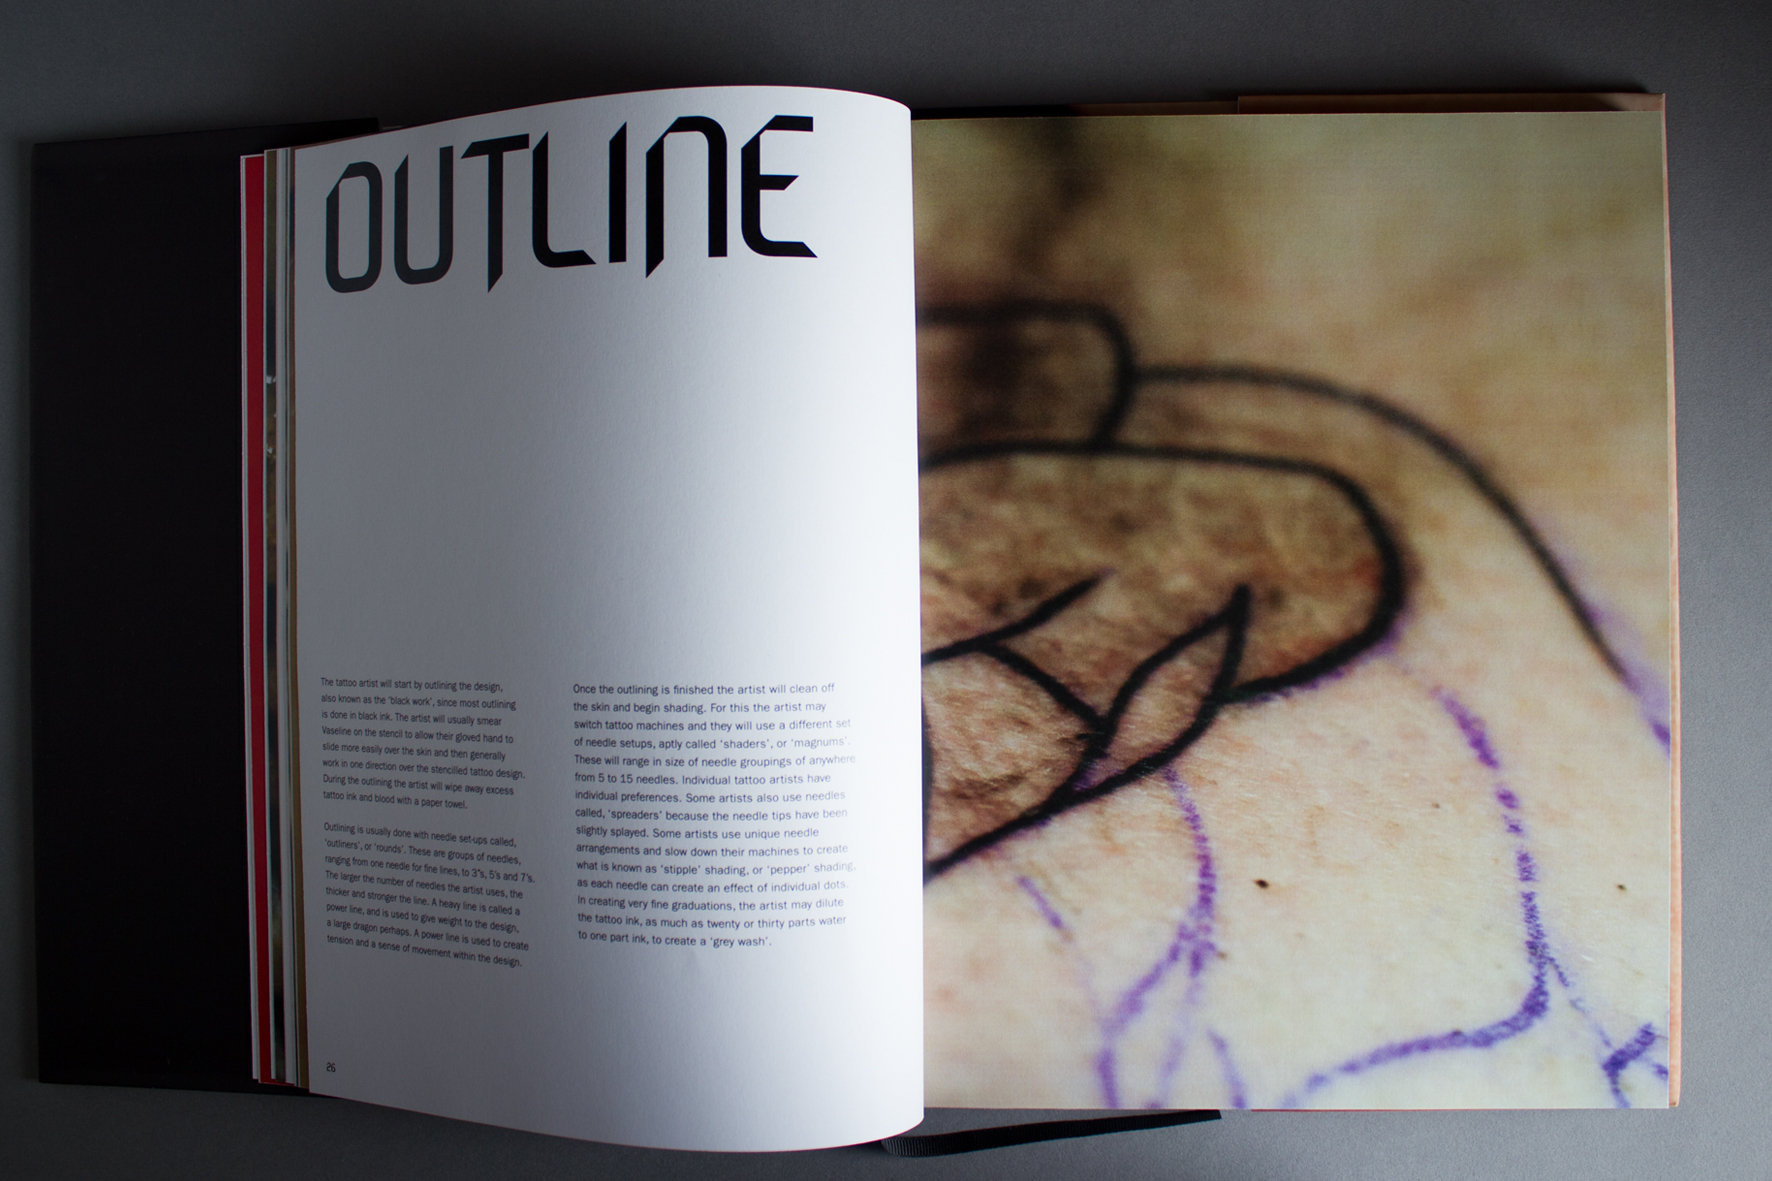 OUTLINE
The tattoo artist will start by outlining the design,
also known as the 'black work', since most outlining
is done in black ink. The artist will usually smear
Vaseline on the stencil to allow their gloved hand to
slide more easily over the skin and then generally
work in one direction over the stencilled tattoo design.
During the outlining the artist will wipe away excess
tattoo ink and blood with a paper towel.
Outlining is usually done with needle set-ups called,
'outliners', or 'rounds'. These are groups of needles,
ranging from one needle for fine lines, to 3"s, 5's and 7's.
The larger the number of needles the artist uses, the
thicker and stronger the line. A heavy line is called a
power line, and is used to give weight to the design,
a large dragon perhaps. A power line is used to create
tension and a sense of movement within the design.
Once the outlining is finished the artist will clean off
the skin and begin shading. For this the artist may
switch tattoo machines and they will use a different set
of needle setups, aptly called 'shaders', or 'magnums'.
These will range in size of needle groupings of anywhere
from 5 to 15 needles. Individual tattoo artists have
individual preferences. Some artists also use needles
called, 'spreaders' because the needle tips have been
slightly splayed. Some artists use unique needle
arrangements and slow down their machines to create
what is known as 'stipple' shading, or 'pepper' shading,
as each needle can create an effect of individual dots.
In creating very fine graduations, the artist may dilute
the tattoo ink, as much as twenty or thirty parts water
to one part ink, to create a 'grey wash'.
26